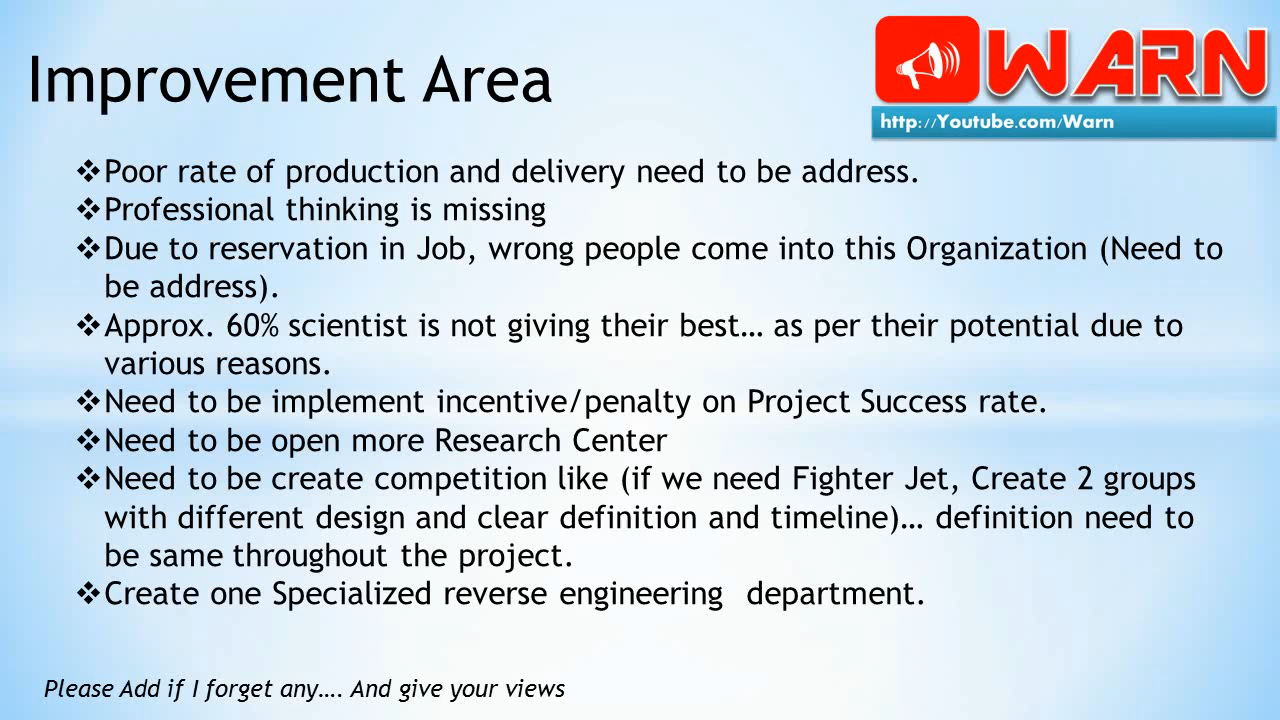 Improvement Area
WARN
http://Youtube.com/Warn
❖Poor rate of production and delivery need to be address.
❖Professional thinking is missing
❖Due to reservation in Job, wrong people come into this Organization (Need to
be address).
❖Approx. 60% scientist is not giving their best… as per their potential due to
various reasons.
❖Need to be implement incentive/penalty on Project Success rate.
❖Need to be open more Research Center
❖Need to be create competition like (if we need Fighter Jet, Create 2 groups
with different design and clear definition and timeline)… definition need to
be same throughout the project.
❖Create one Specialized reverse engineering  department.
Please Add if I forget any…. And give your views